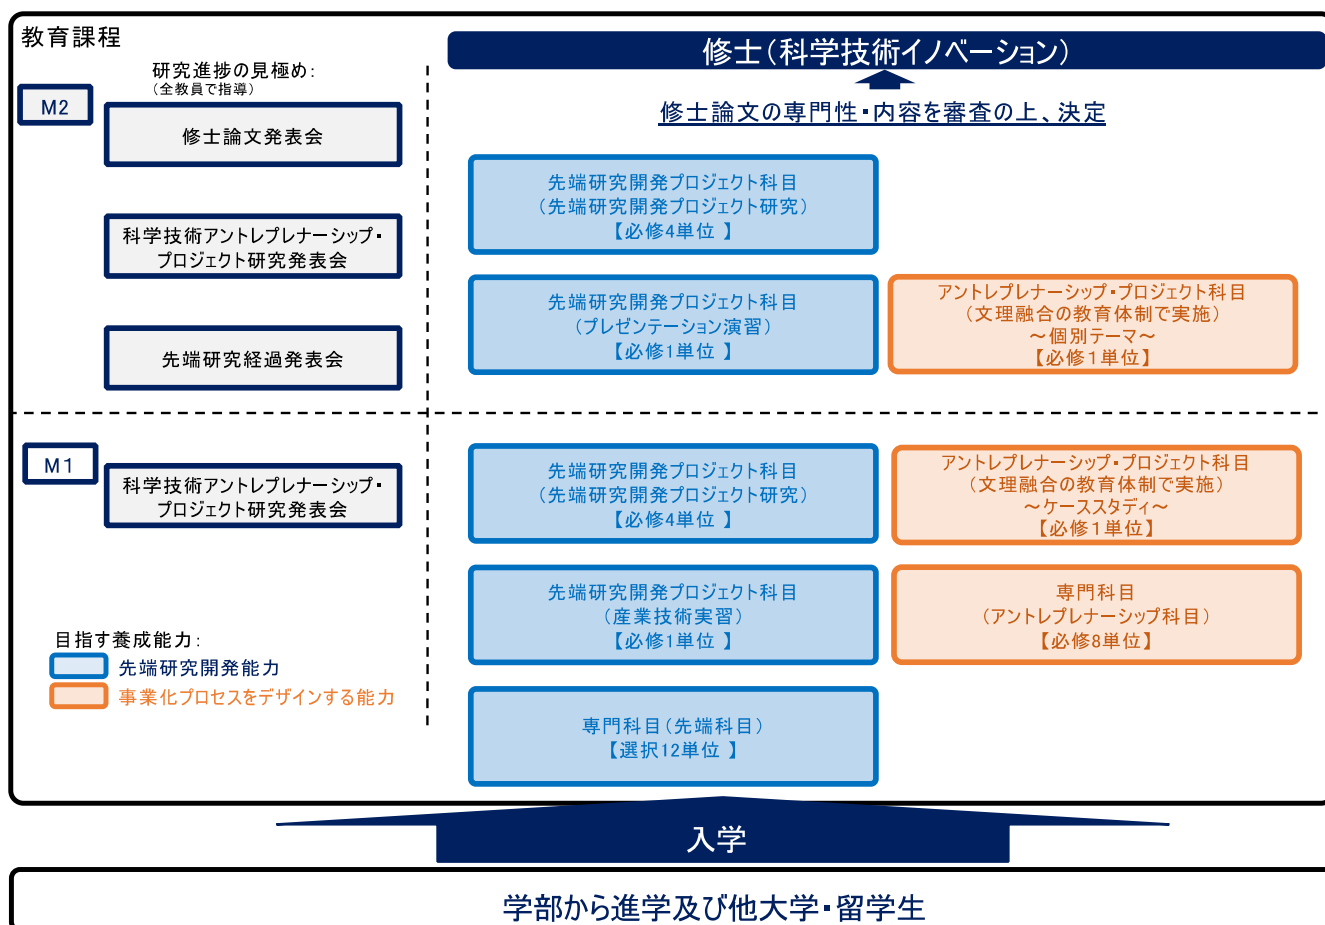 教育課程
修士(科学技術イノベーション)
修士論文の専門性・内容を審査の上、決定
研究進捗の見極め:
(全教員で指導)
M2
修士論文発表会
科学技術アントレプレナーシップ・
プロジェクト研究発表会
先端研究経過発表会
先端研究開発プロジェクト科目
(先端研究開発プロジェクト研究)
【必修4単位 】
先端研究開発プロジェクト科目
(プレゼンテーション演習)
【必修1単位 】
アントレプレナーシップ・プロジェクト科目
(文理融合の教育体制で実施)
～個別テーマ～
【必修1単位】
M1
科学技術アントレプレナーシップ・
プロジェクト研究発表会
先端研究開発プロジェクト科目
(先端研究開発プロジェクト研究)
【必修4単位 】
アントレプレナーシップ・プロジェクト科目
(文理融合の教育体制で実施)
～ケーススタディ～
【必修1単位】
先端研究開発プロジェクト科目
(産業技術実習)
【必修1単位 】
専門科目
(アントレプレナーシップ科目)
【必修8単位】
専門科目(先端科目)
【選択12単位 】
目指す養成能力:
先端研究開発能力
事業化プロセスをデザインする能力
入学
学部から進学及び他大学・留学生